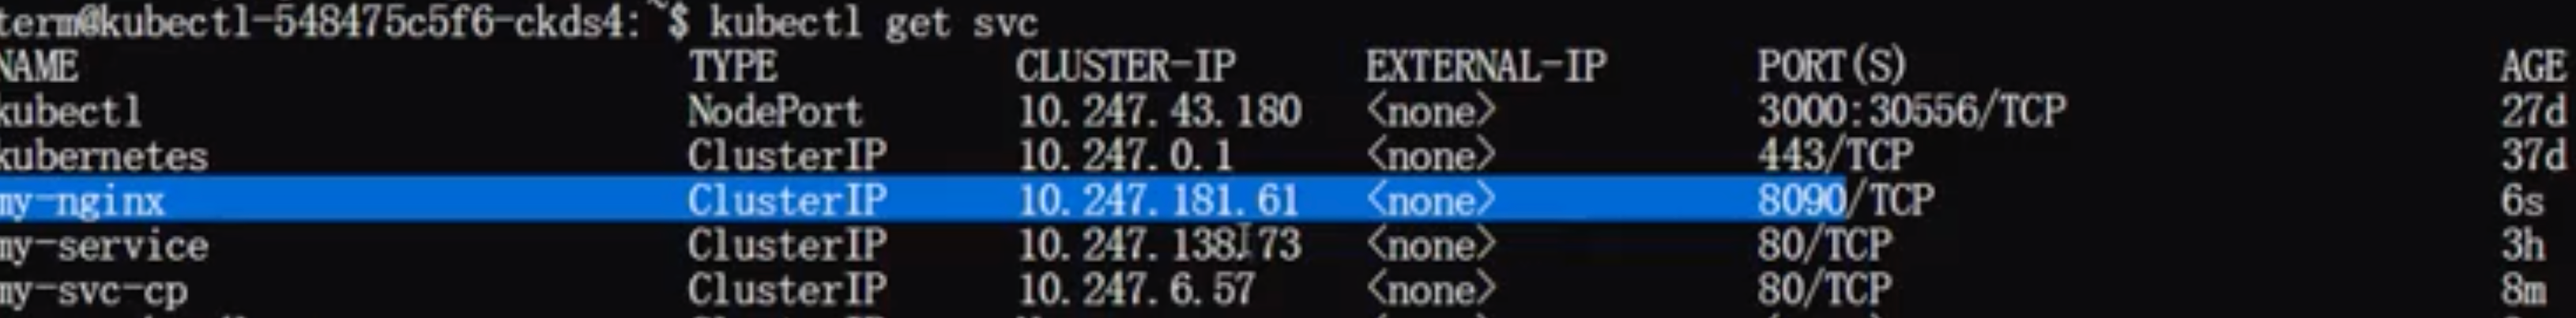 term@kubectl-548475c5f6-ckds4:~$ kubectl get svc
NAME TYPE CLUSTER-IP EXTERNAL-IP PORT(S) AGE
kubectl NodePort 10.247.43.180 <none> 3000:30556/TCP 27d
kubernetes ClusterIP 10.247.0.1 <none> 443/TCP 37d
my-nginx ClusterIP 10.247.181.61 <none> 8090/TCP 6s
my-service ClusterIP 10.247.138.73 <none> 80/TCP 3h
my-svc-cp ClusterIP 10.247.6.57 <none> 80/TCP 8m